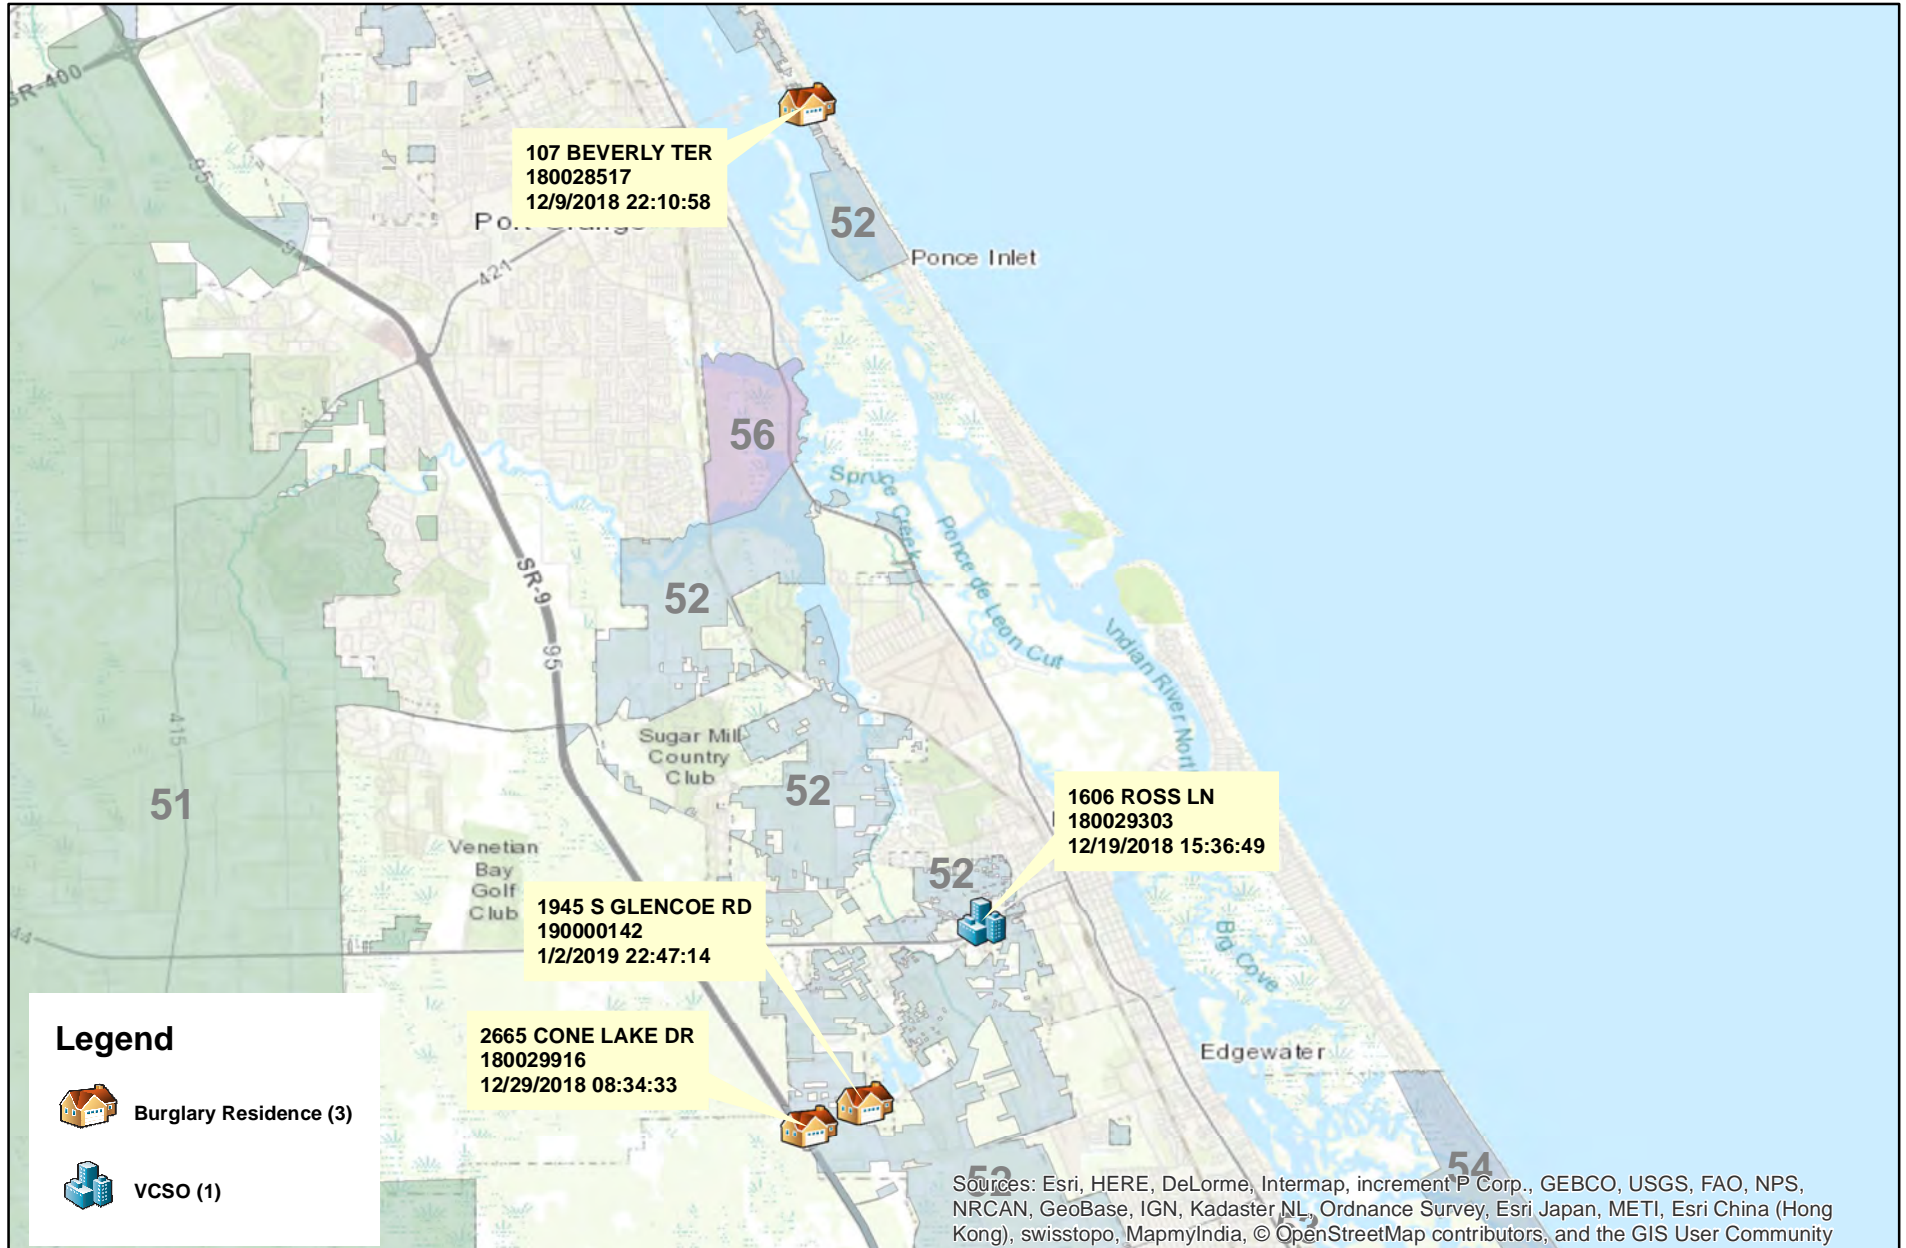 SR-400
95
107 BEVERLY TER
180028517
12/9/2018 22:10:58
52
Ponce Inlet
421
56
Spruce Creek
Ponce de Leon Cut
SR-9
95
52
Indian River Nort
415
Sugar Mill
Country
Club
51
52
1606 ROSS LN
180029303
12/19/2018 15:36:49
Venetian
Bay
Golf
Club
52
1945 S GLENCOE RD
190000142
1/2/2019 22:47:14
44
Big Cove
2665 CONE LAKE DR
180029916
12/29/2018 08:34:33
Edgewater
Legend
Burglary Residence (3)
VCSO (1)
52
54
Sources: Esri, HERE, DeLorme, Intermap, increment P Corp., GEBCO, USGS, FAO, NPS,
NRCAN, GeoBase, IGN, Kadaster NL, Ordnance Survey, Esri Japan, METI, Esri China (Hong
Kong), swisstopo, MapmyIndia, © OpenStreetMap contributors, and the GIS User Community